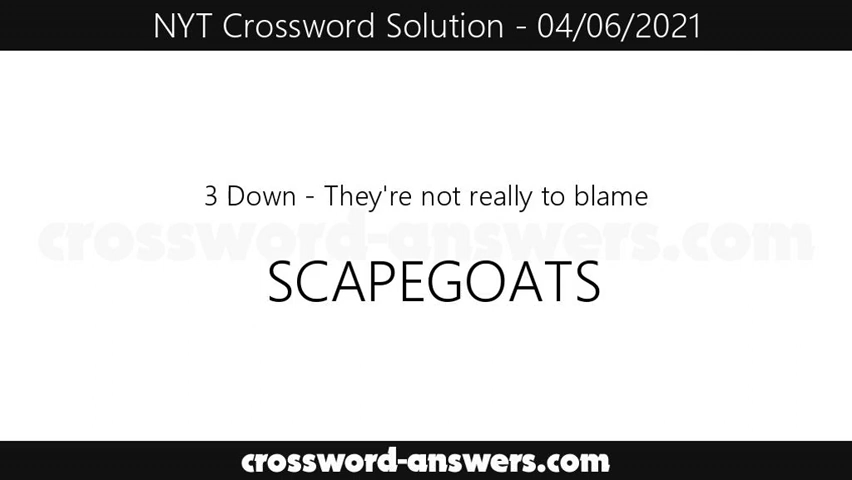 NYT Crossword Solution - 04/06/2021
3 Down - They're not really to blame
crossword-answers.com
SCAPEGOATS
crossword-answers.com